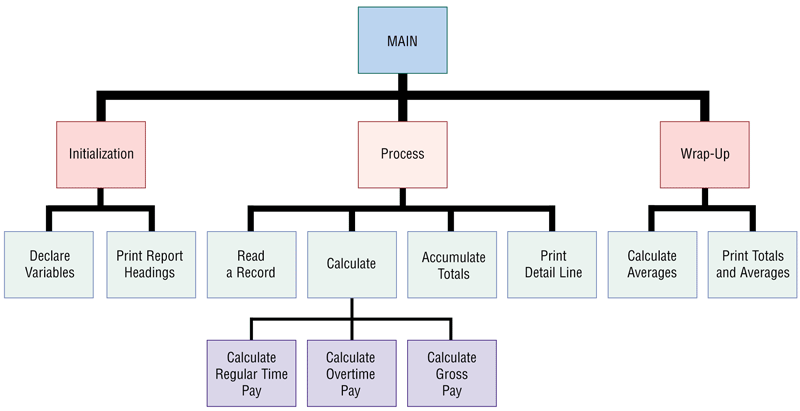 MAIN
Initialization
Process
Wrap-Up
Declare
Variables
Print Report
Headings
Read
a Record
Calculate
Accumulate
Totals
Print
Detail Line
Calculate
Averages
Print Totals
and Averages
Calculate
Regular Time
Pay
Calculate
Overtime
Pay
Calculate
Gross
Pay